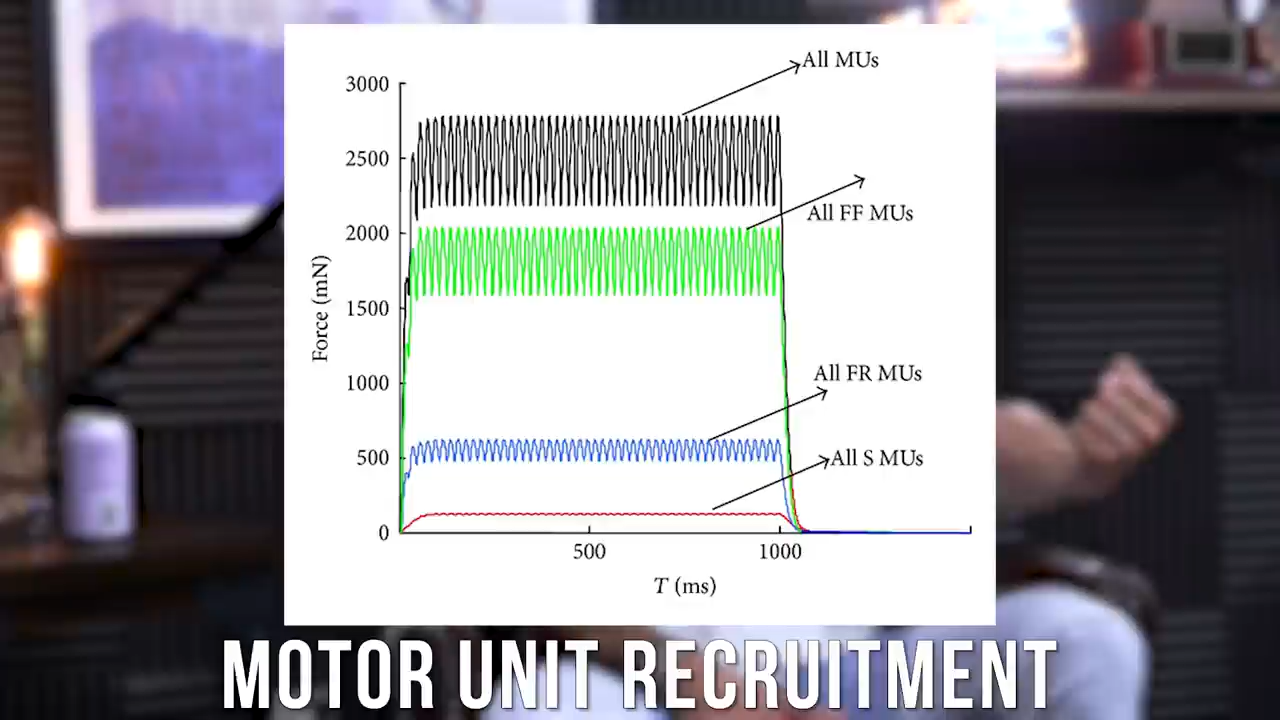 All MUs
3000
2500
All FF MUs
2000
Force (mN)
1500
All FR MUs
1000
All S MUs
500
0
500 1000
T (ms)
MOTOR UNIT RECRUITMENT